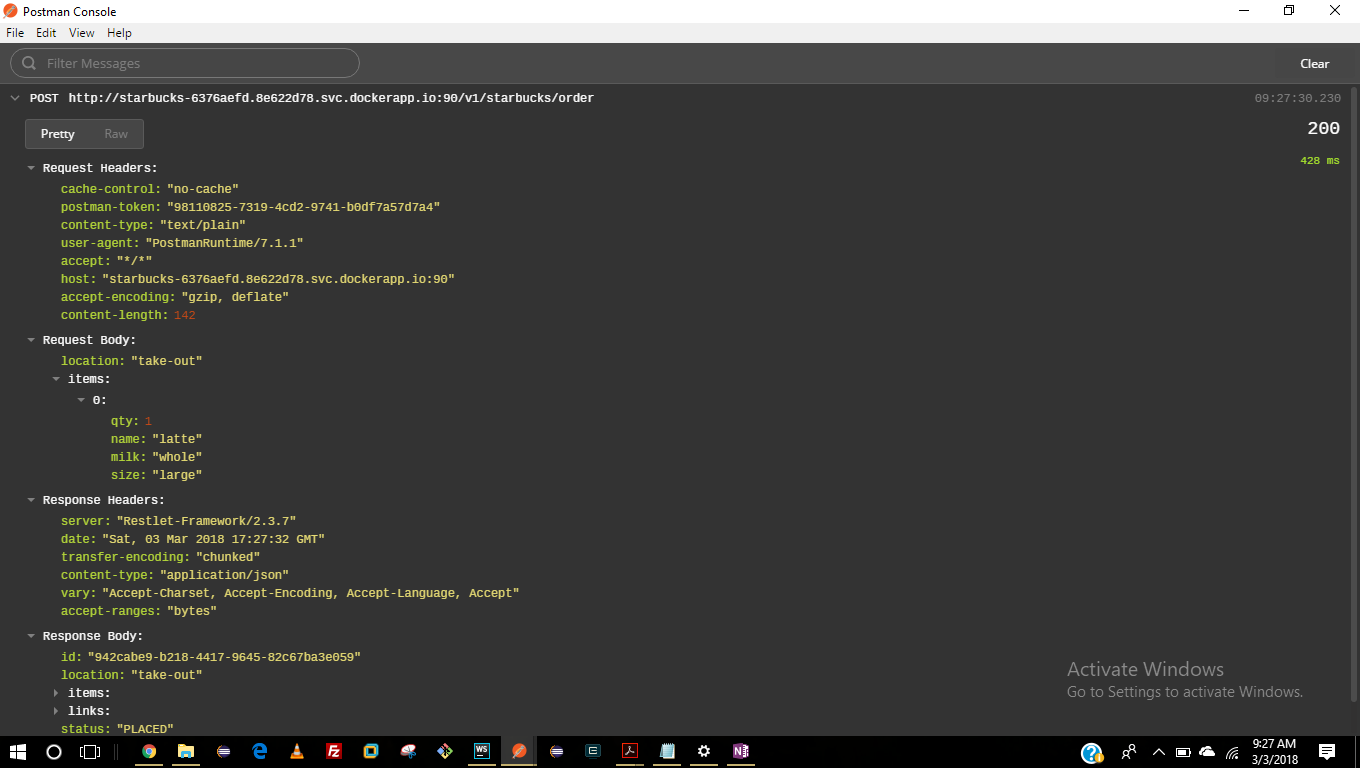 Postman Console
File Edit View Help
Filter Messages
Clear
POST http://starbucks-6376aefd.8e622d78.svc.dockerapp.io:90/v1/starbucks/order
09:27:30.230
Pretty Raw
200
428 ms
Request Headers:
cache-control: "no-cache"
postman-token: "98110825-7319-4cd2-9741-b0df7a57d7a4"
content-type: "text/plain"
user-agent: "PostmanRuntime/7.1.1"
accept: "*/*"
host: "starbucks-6376aefd.8e622d78.svc.dockerapp.io:90"
accept-encoding: "gzip, deflate"
content-length: 142
Request Body:
location: "take-out"
items:
0:
qty: 1
name: "latte"
milk: "whole"
size: "large"
Response Headers:
server: "Restlet-Framework/2.3.7"
date: "Sat, 03 Mar 2018 17:27:32 GMT"
transfer-encoding: "chunked"
content-type: "application/json"
vary: "Accept-Charset, Accept-Encoding, Accept-Language, Accept"
accept-ranges: "bytes"
Response Body:
id: "942cabe9-b218-4417-9645-82c67ba3e059"
location: "take-out"
items:
links:
status: "PLACED"
Activate Windows
Go to Settings to activate Windows.
WS
9:27 AM
3/3/2018